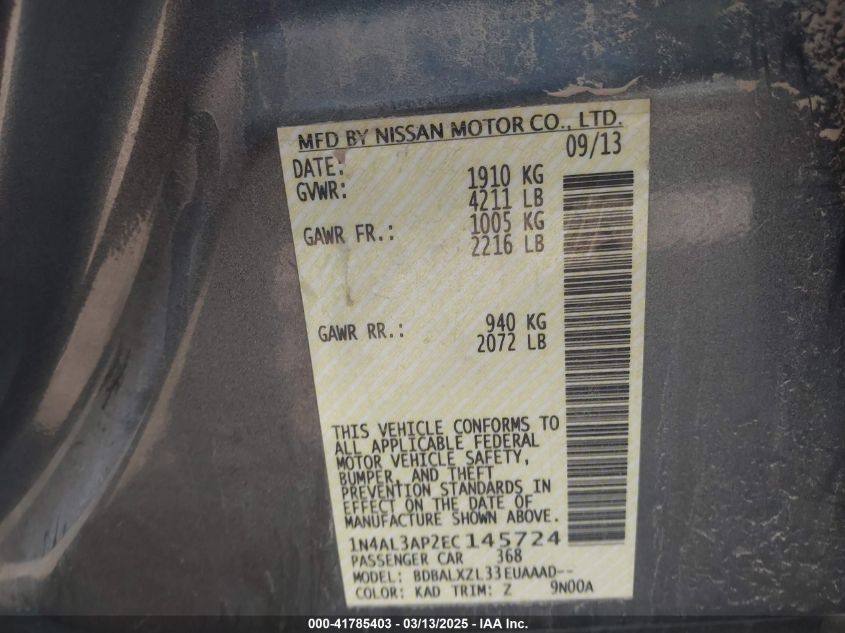 MFD BY NISSAN MOTOR CO., LTD.
DATE: 09/13
GVWR: 1910 KG
4211 LB
GAWR FR.: 1005 KG
2216 LB
GAWR RR.: 940 KG
2072 LB
THIS VEHICLE CONFORMS TO
ALL APPLICABLE FEDERAL
MOTOR VEHICLE SAFETY,
BUMPER, AND THEFT
PREVENTION STANDARDS IN
EFFECT ON THE DATE OF
MANUFACTURE SHOWN ABOVE.
1N4AL3AP2EC145724
PASSENGER CAR 368
MODEL: BDBALXZL33EUAAAD--
COLOR: KAD TRIM: Z 9N00A
000-41785403 - 03/13/2025 - IAA Inc.